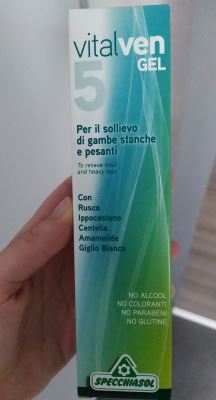 vitalven
GEL
5
Per il sollievo
di gambe stanche
e pesanti
To relieve tired
and heavy legs
Con
Rusco
Ippocastano
Centella
Amamelide
Giglio Bianco
NO ALCOOL
NO COLORANTI
NO PARABENI
NO GLUTINE
SPECCHIASOL